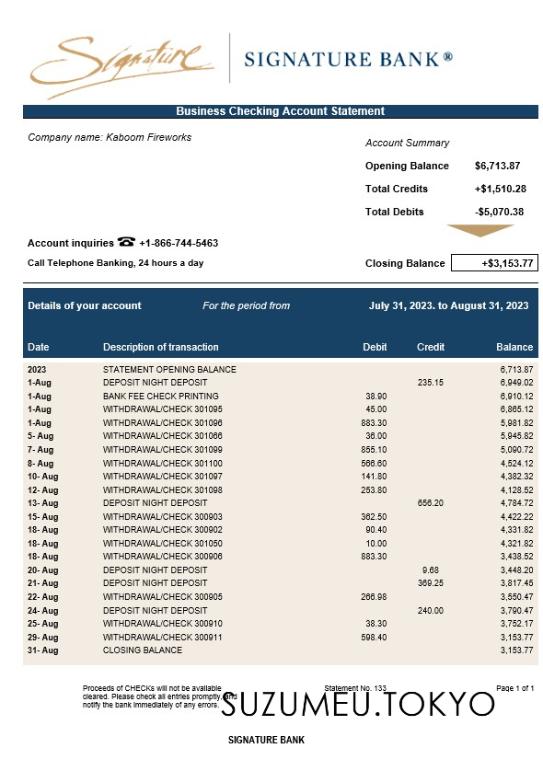 Signature SIGNATURE BANK®
Business Checking Account Statement
Company name: Kaboom Fireworks
Account Summary
Opening Balance $6,713.87
Total Credits +$1,510.28
Total Debits -$5,070.38
Account inquiries ☎ +1-866-744-5463
Call Telephone Banking, 24 hours a day
Closing Balance +$3,153.77
Details of your account For the period from July 31, 2023. to August 31, 2023
Date Description of transaction Debit Credit Balance
2023 STATEMENT OPENING BALANCE 6,713.87
1-Aug DEPOSIT NIGHT DEPOSIT 235.15 6,949.02
1-Aug BANK FEE CHECK PRINTING 38.90 6,910.12
1-Aug WITHDRAWAL/CHECK 301095 45.00 6,865.12
1-Aug WITHDRAWAL/CHECK 301096 883.30 5,981.82
5- Aug WITHDRAWAL/CHECK 301066 36.00 5,945.82
7- Aug WITHDRAWAL/CHECK 301099 855.10 5,090.72
8- Aug WITHDRAWAL/CHECK 301100 566.60 4,524.12
10- Aug WITHDRAWAL/CHECK 301097 141.80 4,382.32
12- Aug WITHDRAWAL/CHECK 301098 253.80 4,128.52
13- Aug DEPOSIT NIGHT DEPOSIT 656.20 4,784.72
15- Aug WITHDRAWAL/CHECK 300903 362.50 4,422.22
18- Aug WITHDRAWAL/CHECK 300902 90.40 4,331.82
18- Aug WITHDRAWAL/CHECK 301050 10.00 4,321.82
18- Aug WITHDRAWAL/CHECK 300906 883.30 3,438.52
20- Aug DEPOSIT NIGHT DEPOSIT 9.68 3,448.20
21- Aug DEPOSIT NIGHT DEPOSIT 369.25 3,817.45
22- Aug WITHDRAWAL/CHECK 300905 266.98 3,550.47
24- Aug DEPOSIT NIGHT DEPOSIT 240.00 3,790.47
25- Aug WITHDRAWAL/CHECK 300910 38.30 3,752.17
29- Aug WITHDRAWAL/CHECK 300911 598.40 3,153.77
31- Aug CLOSING BALANCE 3,153.77
Proceeds of CHECKs will not be available Statement No. 133 Page 1 of 1
cleared. Please check all entries promptly, and
notify the bank immediately of any errors.
SUZUMEU.TOKYO
SIGNATURE BANK